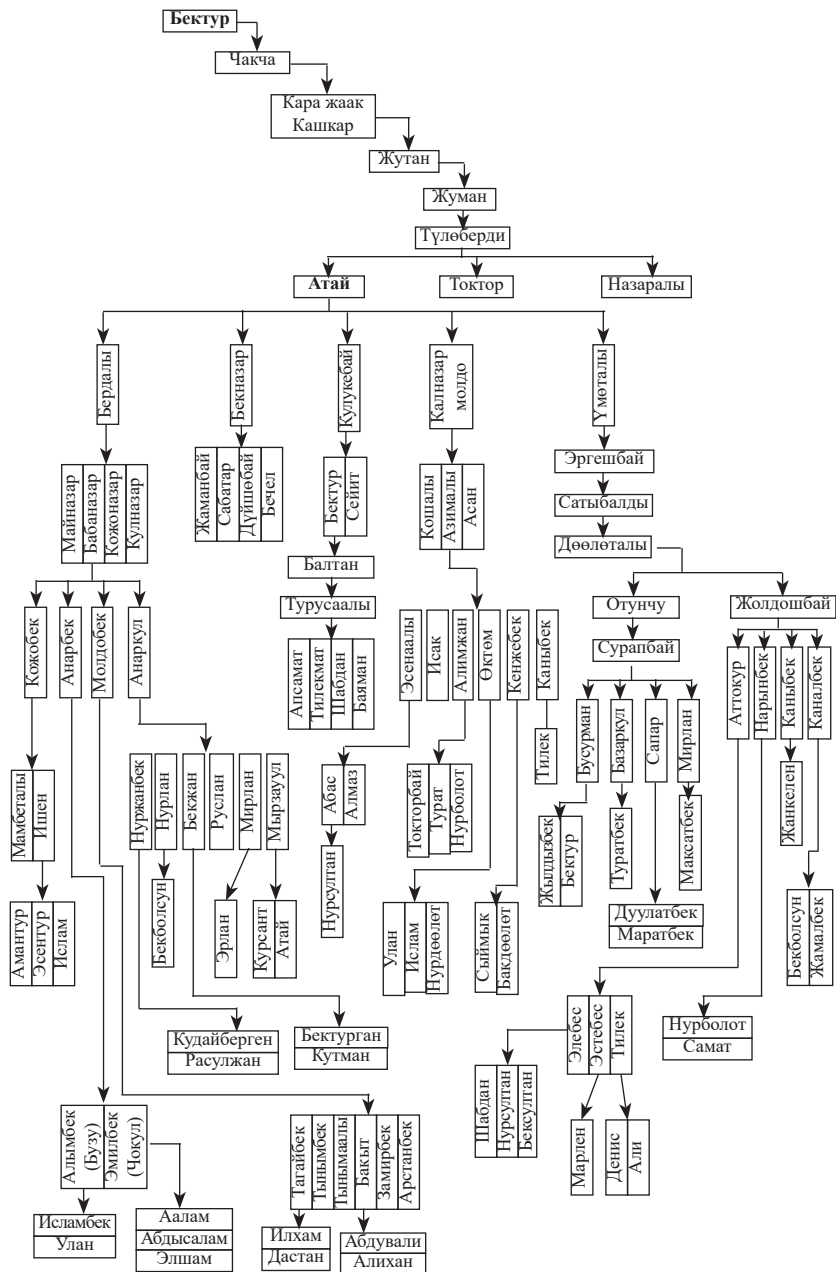 Бектур
Чакча
Кара жаак
Кашкар
Жутан
Жуман
Түлөберди
Атай
Токтор
Назаралы
Бердалы
Бекназар
Кулукебай
Калназар
молдо
Үмөталы
Майназар
Бабаназар
Кожоназар
Кулназар
Жаманбай
Сабатар
Дүйшөбай
Бечел
Бектур
Сейит
Кошалы
Азималы
Асан
Эргешбай
Сатыбалды
Дөөлөталы
Балтан
Турусаалы
Апсамат
Тилекмат
Шабдан
Баяман
Отунчу
Жолдошбай
Сурапбай
Кожобек
Анарбек
Молдобек
Анаркул
Эсенаалы
Исак
Алимжан
Өктөм
Кенжебек
Каныбек
Аттокур
Нарынбек
Каныбек
Каналбек
Бусурман
Базаркул
Сапар
Мирлан
Мамбеталы
Ишен
Нуржанбек
Нурлан
Бекжан
Руслан
Мирлан
Мырзауул
Абас
Алмаз
Токторбай
Турат
Нурболот
Тилек
Жылдызбек
Бектур
Туратбек
Максатбек
Жанкелен
Амантур
Эсентур
Ислам
Бекболсун
Эрлан
Курсант
Атай
Нурсултан
Улан
Ислам
Нурдөөлөт
Сыймык
Бакдөөлөт
Дуулатбек
Маратбек
Бекболсун
Жамалбек
Кудайберген
Расулжан
Бектурган
Кутман
Элебес
Эстебес
Тилек
Нурболот
Самат
Шабдан
Нурсултан
Бексултан
Марлен
Денис
Али
Алымбек
(Бузу)
Эмилбек
(Чокул)
Тагайбек
Тынымбек
Тынымаалы
Бакыт
Замирбек
Арстанбек
Исламбек
Улан
Аалам
Абдысалам
Элшам
Илхам
Дастан
Абдували
Алихан